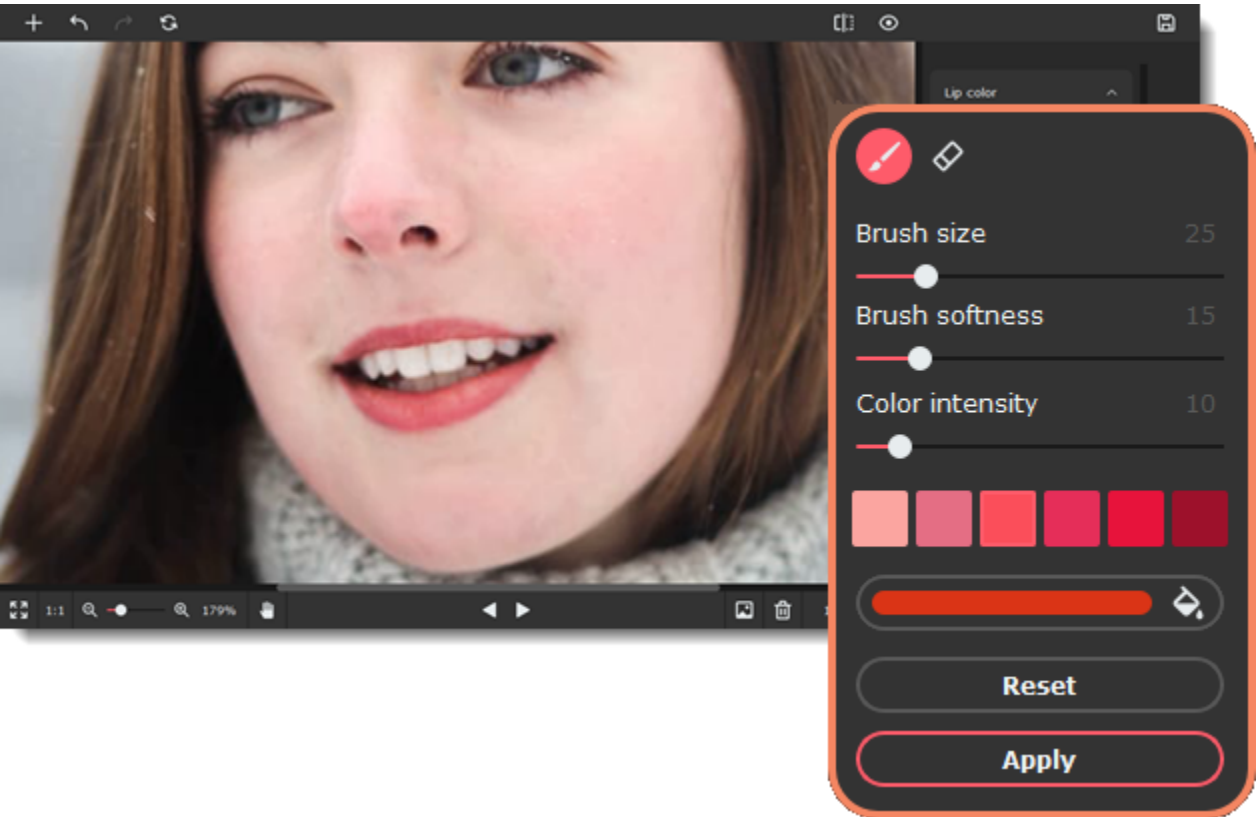 Lip color
Brush size 25
Brush softness 15
Color intensity 10
1:1 179%
Reset
Apply